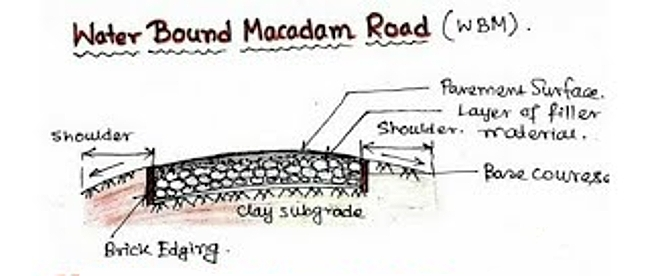 Water Bound Macadam Road (WBM).
Pavement Surface.
Layer of filler
material.
Shoulder
Shoulder.
Base course
Clay subgrade
Brick Edging.